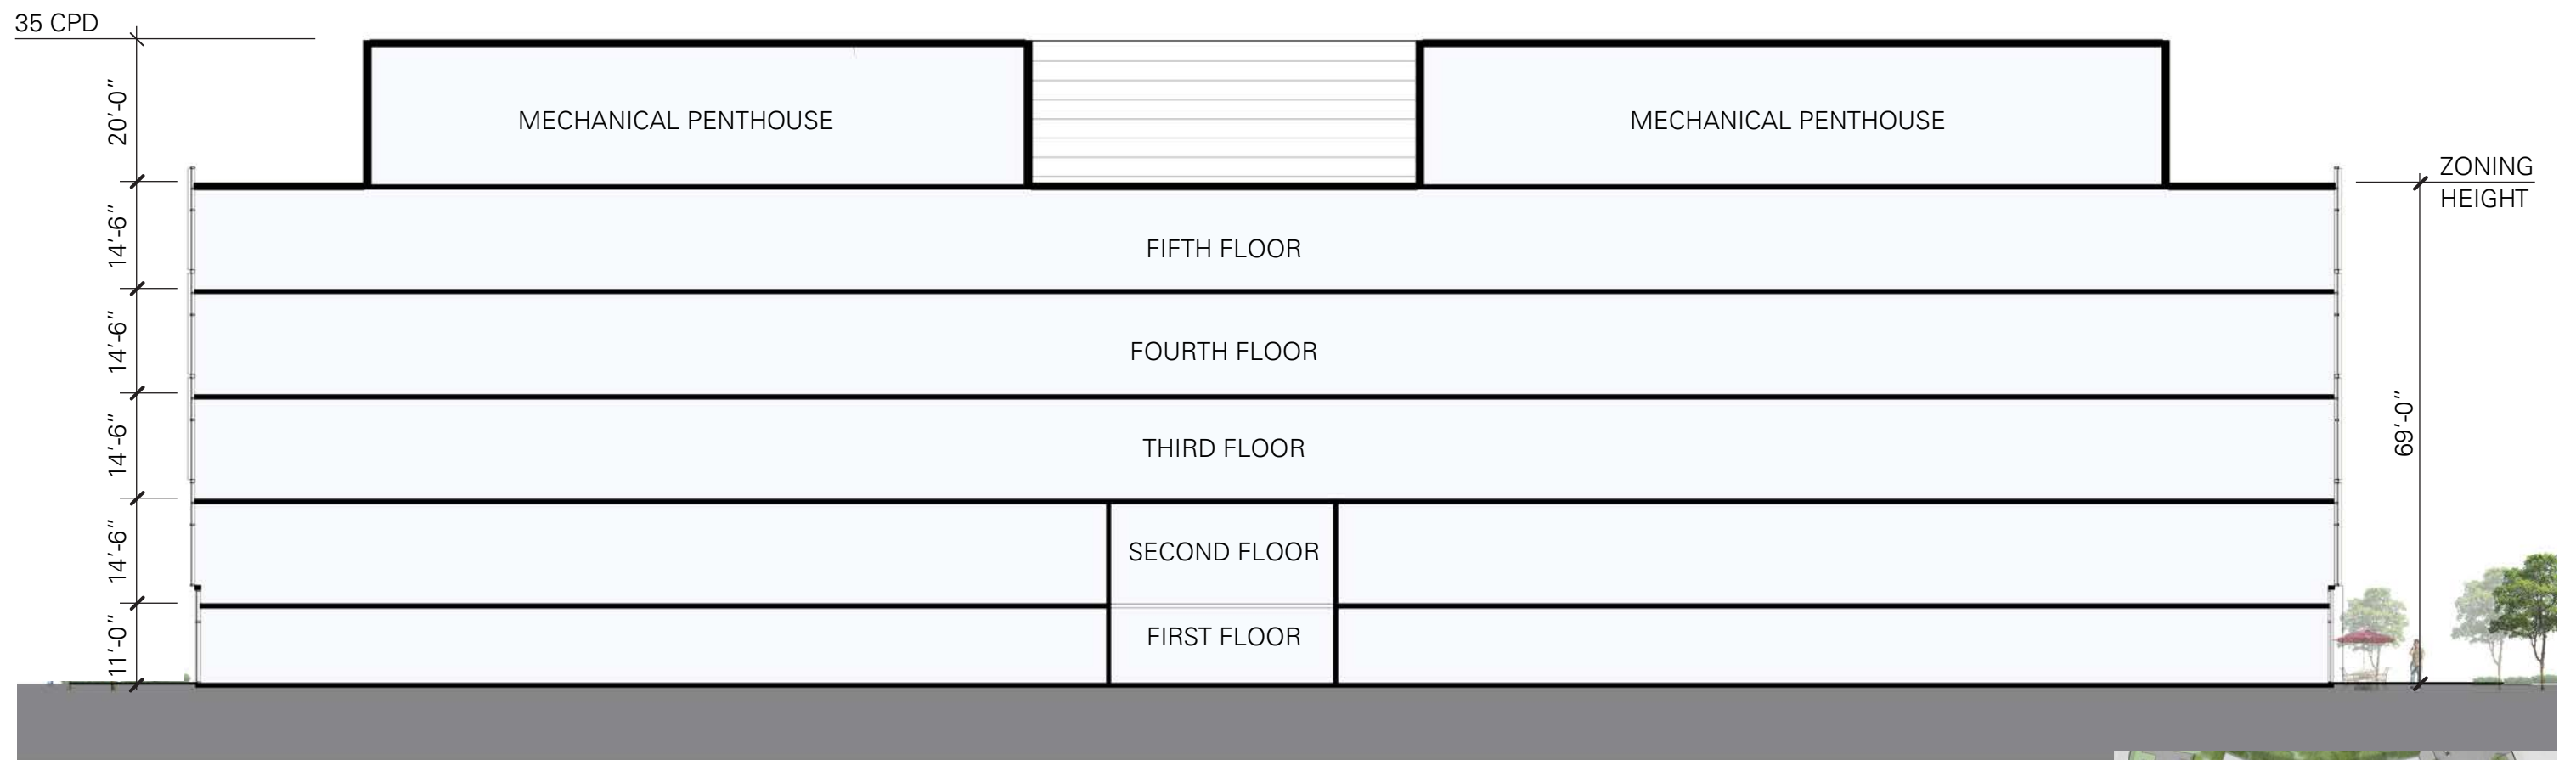 35 CPD
20'-0"
MECHANICAL PENTHOUSE
MECHANICAL PENTHOUSE
ZONING
HEIGHT
14'-6"
FIFTH FLOOR
14'-6"
FOURTH FLOOR
14'-6"
THIRD FLOOR
69'-0"
14'-6"
SECOND FLOOR
11'-0"
FIRST FLOOR